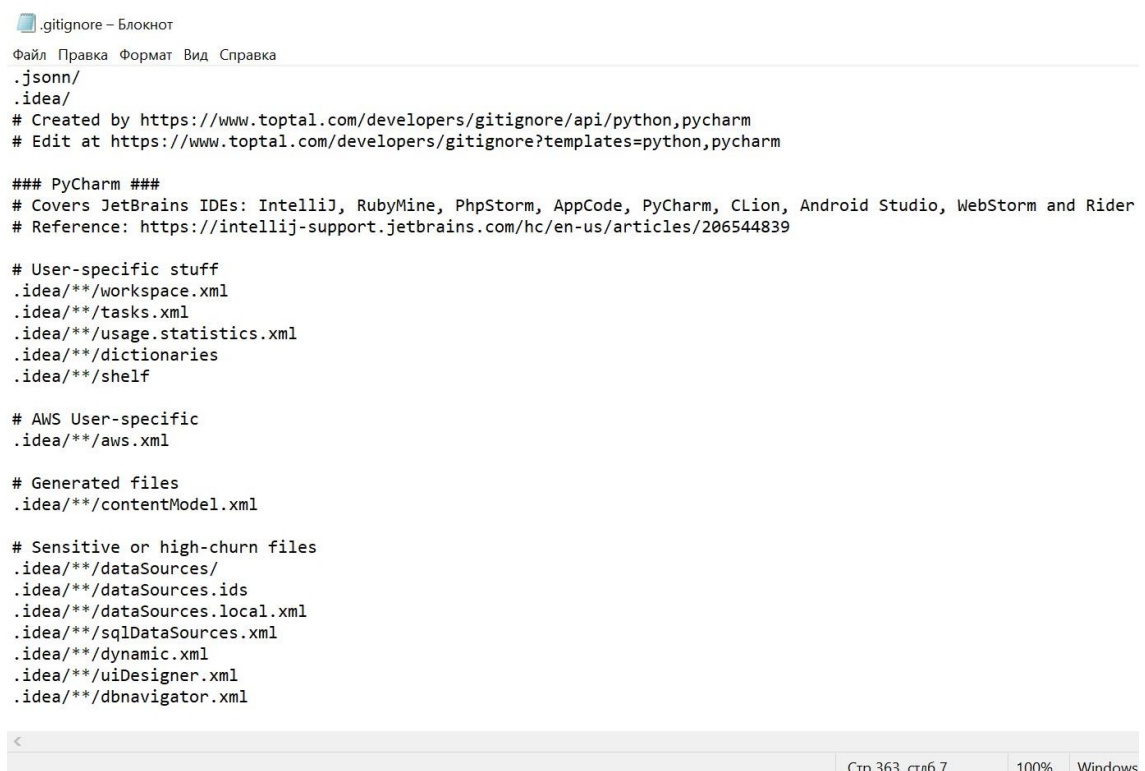 .gitignore – Блокнот
Файл Правка Формат Вид Справка
.jsonn/
.idea/
# Created by https://www.toptal.com/developers/gitignore/api/python,pycharm
# Edit at https://www.toptal.com/developers/gitignore?templates=python,pycharm
### PyCharm ###
# Covers JetBrains IDEs: IntelliJ, RubyMine, PhpStorm, AppCode, PyCharm, CLion, Android Studio, WebStorm and Rider
# Reference: https://intellij-support.jetbrains.com/hc/en-us/articles/206544839
# User-specific stuff
.idea/**/workspace.xml
.idea/**/tasks.xml
.idea/**/usage.statistics.xml
.idea/**/dictionaries
.idea/**/shelf
# AWS User-specific
.idea/**/aws.xml
# Generated files
.idea/**/contentModel.xml
# Sensitive or high-churn files
.idea/**/dataSources/
.idea/**/dataSources.ids
.idea/**/dataSources.local.xml
.idea/**/sqlDataSources.xml
.idea/**/dynamic.xml
.idea/**/uiDesigner.xml
.idea/**/dbnavigator.xml
Стр 363, стлб 7 100% Windows